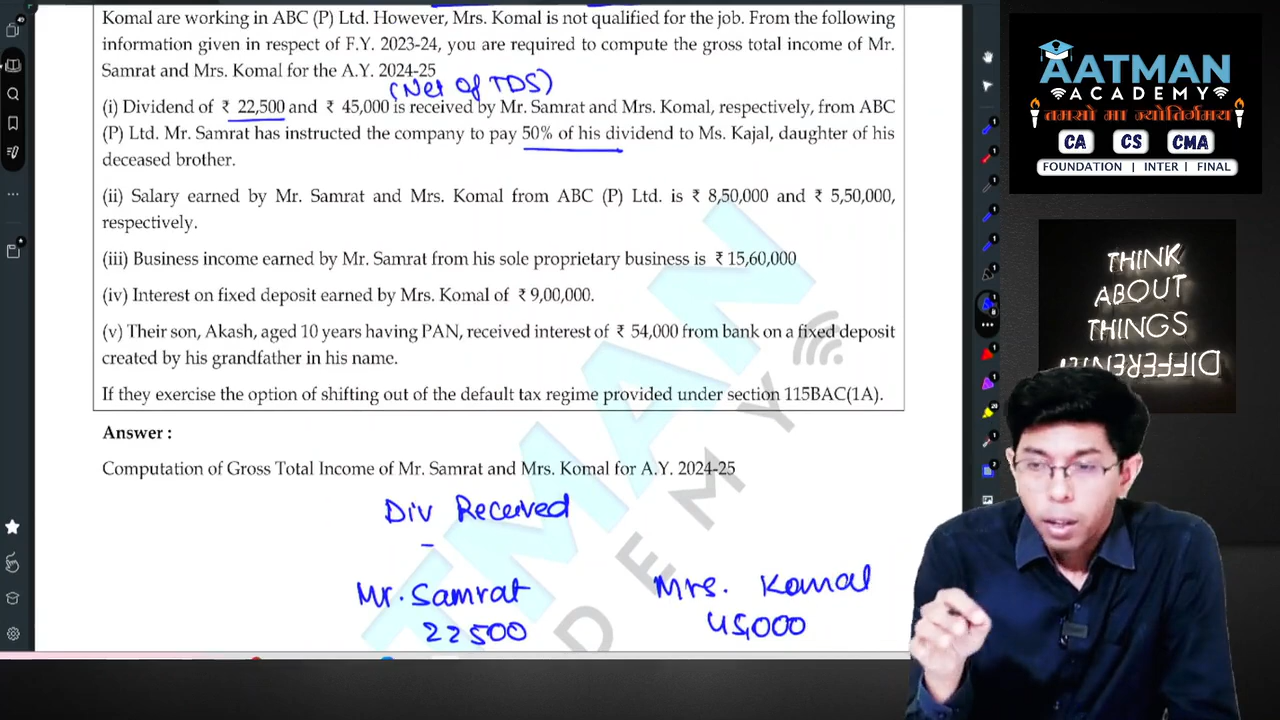 Komal are working in ABC (P) Ltd. However, Mrs. Komal is not qualified for the job. From the following
information given in respect of F.Y. 2023-24, you are required to compute the gross total income of Mr.
Samrat and Mrs. Komal for the A.Y. 2024-25
(Net Of TDS)
(i) Dividend of ₹ 22,500 and ₹ 45,000 is received by Mr. Samrat and Mrs. Komal, respectively, from ABC
(P) Ltd. Mr. Samrat has instructed the company to pay 50% of his dividend to Ms. Kajal, daughter of his
deceased brother.
(ii) Salary earned by Mr. Samrat and Mrs. Komal from ABC (P) Ltd. is ₹ 8,50,000 and ₹ 5,50,000,
respectively.
(iii) Business income earned by Mr. Samrat from his sole proprietary business is ₹ 15,60,000
(iv) Interest on fixed deposit earned by Mrs. Komal of ₹ 9,00,000.
(v) Their son, Akash, aged 10 years having PAN, received interest of ₹ 54,000 from bank on a fixed deposit
created by his grandfather in his name.
If they exercise the option of shifting out of the default tax regime provided under section 115BAC(1A).
Answer :
Computation of Gross Total Income of Mr. Samrat and Mrs. Komal for A.Y. 2024-25
Div Received
Mr. Samrat Mrs. Komal
22500 45,000
AATMAN
ACADEMY
तमसो मा ज्योतिर्गमय
CA CS CMA
FOUNDATION | INTER | FINAL
THINK
ABOUT
THINGS
DIFFERENTLY
ATMAN
DEMY